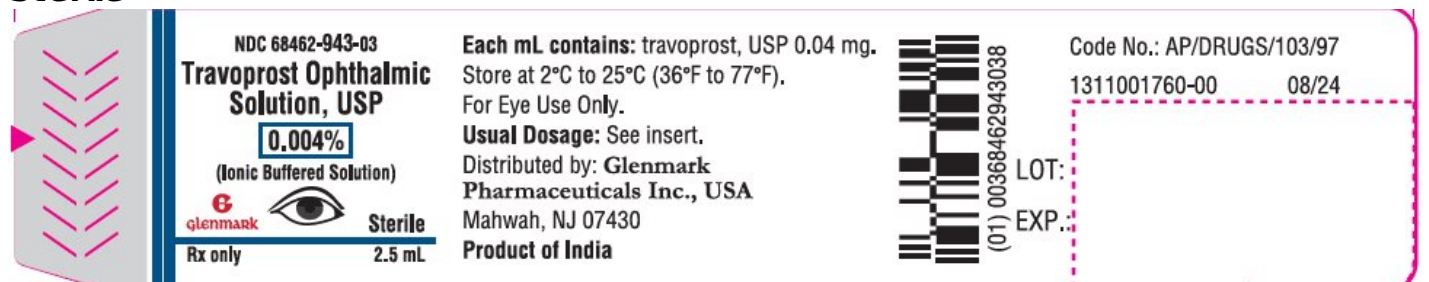 NDC 68462-943-03
Travoprost Ophthalmic
Solution, USP
0.004%
(Ionic Buffered Solution)
glenmark
Sterile
Rx only 2.5 mL
Each mL contains: travoprost, USP 0.04 mg.
Store at 2°C to 25°C (36°F to 77°F).
For Eye Use Only.
Usual Dosage: See insert.
Distributed by: Glenmark
Pharmaceuticals Inc., USA
Mahwah, NJ 07430
Product of India
(01) 00368462943038
Code No.: AP/DRUGS/103/97
1311001760-00 08/24
LOT:
EXP.: